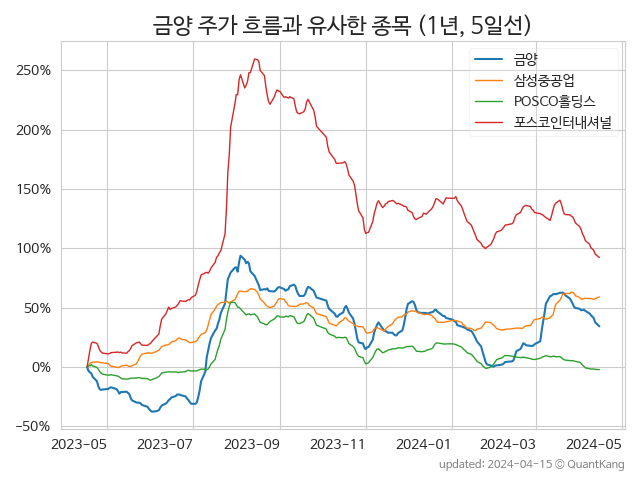 금양 주가 흐름과 유사한 종목 (1년, 5일선)
금양
삼성중공업
POSCO홀딩스
포스코인터내셔널
250%
200%
150%
100%
50%
0%
−50%
2023-05
2023-07
2023-09
2023-11
2024-01
2024-03
2024-05
updated: 2024-04-15 © QuantKang